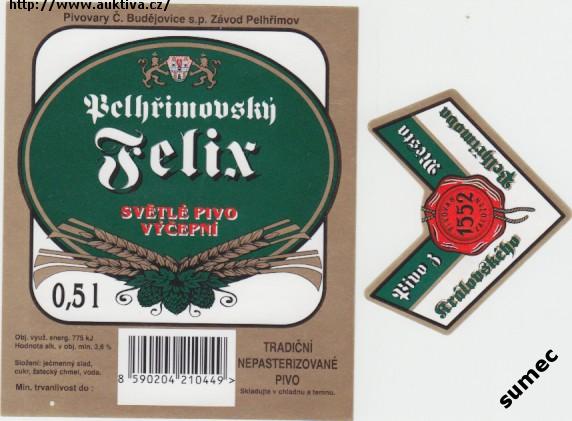 http://www.auktiva.cz
Pivovary Č. Budějovice s.p. Závod Pelhřimov
Pelhřimovský
Felix
SVĚTLÉ PIVO
VÝČEPNÍ
0,5 l
Obj. využ. energ. 775 kJ
Hodnota alk. v obj. min. 3,6 %
Složení: ječmenný slad,
cukr, žatecký chmel, voda.
Min. trvanlivost do :
8 590204 210449 >
TRADIČNÍ
NEPASTERIZOVANÉ
PIVO
Skladujte v chladnu a temnu.
Pivo z
Královského
Města
Pelhřimova
PIVOVAR
1552
sumec